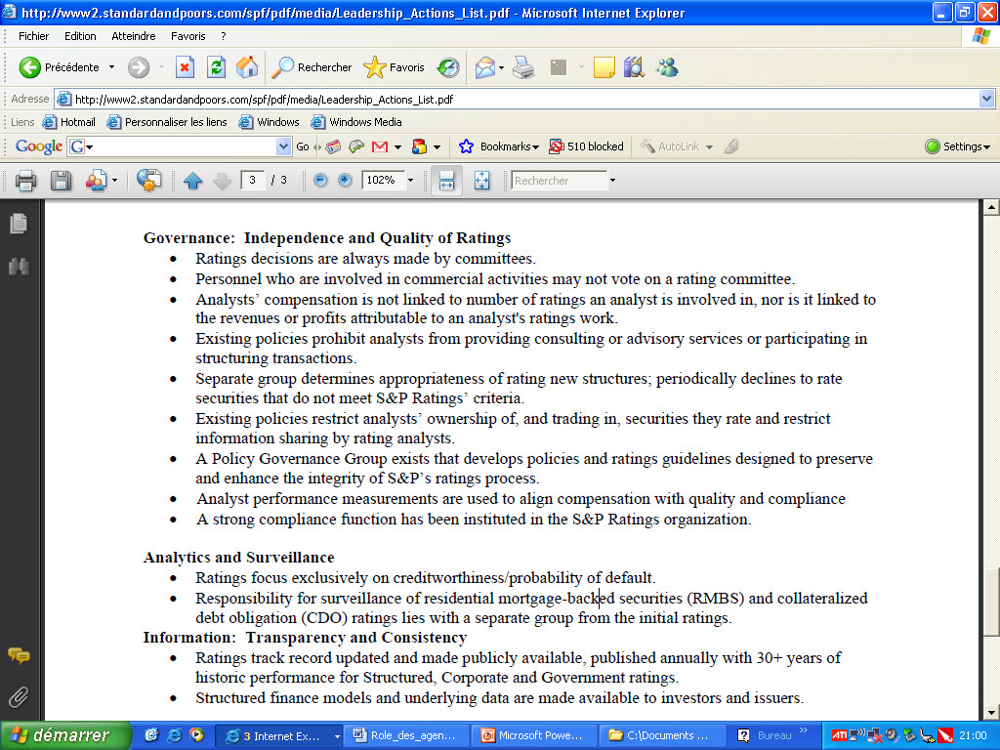 http://www2.standardandpoors.com/spf/pdf/media/Leadership_Actions_List.pdf - Microsoft Internet Explorer
Fichier Edition Atteindre Favoris ?
Précédente Rechercher Favoris
Adresse http://www2.standardandpoors.com/spf/pdf/media/Leadership_Actions_List.pdf
Liens Hotmail Personnaliser les liens Windows Windows Media
Google G Go Bookmarks 510 blocked AutoLink Settings
3 / 3 102% Rechercher
Governance: Independence and Quality of Ratings
• Ratings decisions are always made by committees.
• Personnel who are involved in commercial activities may not vote on a rating committee.
• Analysts’ compensation is not linked to number of ratings an analyst is involved in, nor is it linked to
the revenues or profits attributable to an analyst's ratings work.
• Existing policies prohibit analysts from providing consulting or advisory services or participating in
structuring transactions.
• Separate group determines appropriateness of rating new structures; periodically declines to rate
securities that do not meet S&P Ratings’ criteria.
• Existing policies restrict analysts’ ownership of, and trading in, securities they rate and restrict
information sharing by rating analysts.
• A Policy Governance Group exists that develops policies and ratings guidelines designed to preserve
and enhance the integrity of S&P’s ratings process.
• Analyst performance measurements are used to align compensation with quality and compliance
• A strong compliance function has been instituted in the S&P Ratings organization.
Analytics and Surveillance
• Ratings focus exclusively on creditworthiness/probability of default.
• Responsibility for surveillance of residential mortgage-backed securities (RMBS) and collateralized
debt obligation (CDO) ratings lies with a separate group from the initial ratings.
Information: Transparency and Consistency
• Ratings track record updated and made publicly available, published annually with 30+ years of
historic performance for Structured, Corporate and Government ratings.
• Structured finance models and underlying data are made available to investors and issuers.
démarrer 3 Internet Ex... Role_des_agen... Microsoft Powe... C:\Documents ... Bureau » ATI 21:00